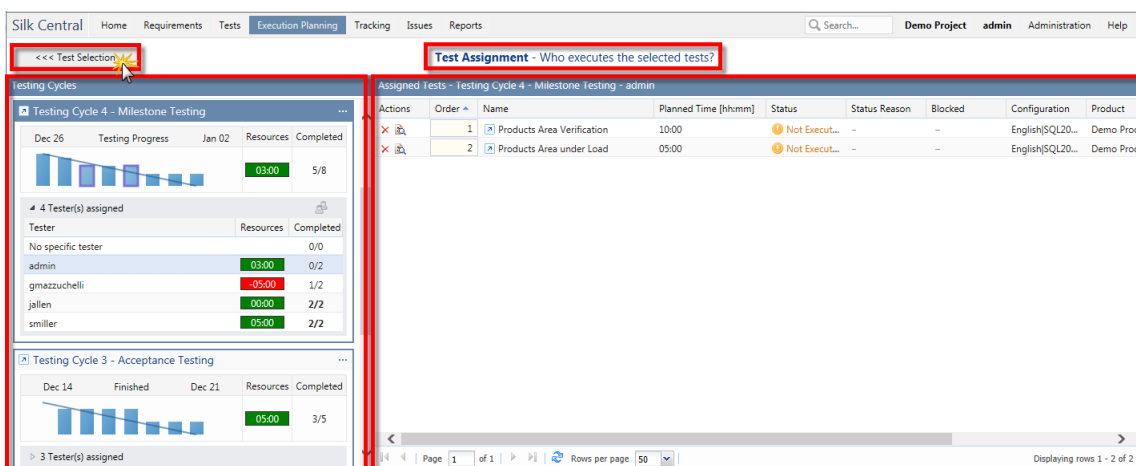 Silk Central Home Requirements Tests Execution Planning Tracking Issues Reports Search... Demo Project admin Administration Help
<<< Test Selection
Test Assignment - Who executes the selected tests?
Testing Cycles
Testing Cycle 4 - Milestone Testing ...
Dec 26 Testing Progress Jan 02 Resources Completed
03:00 5/8
4 Tester(s) assigned
Tester Resources Completed
No specific tester 0/0
admin 03:00 0/2
gmazzuchelli -05:00 1/2
jallen 00:00 2/2
smiller 05:00 2/2
Testing Cycle 3 - Acceptance Testing ...
Dec 14 Finished Dec 21 Resources Completed
05:00 3/5
3 Tester(s) assigned
Assigned Tests - Testing Cycle 4 - Milestone Testing - admin
Actions Order Name Planned Time [hh:mm] Status Status Reason Blocked Configuration Product
1 Products Area Verification 10:00 Not Execut... – – English|SQL20... Demo Prod
2 Products Area under Load 05:00 Not Execut... – – English|SQL20... Demo Prod
Page 1 of 1 Rows per page 50 Displaying rows 1 - 2 of 2